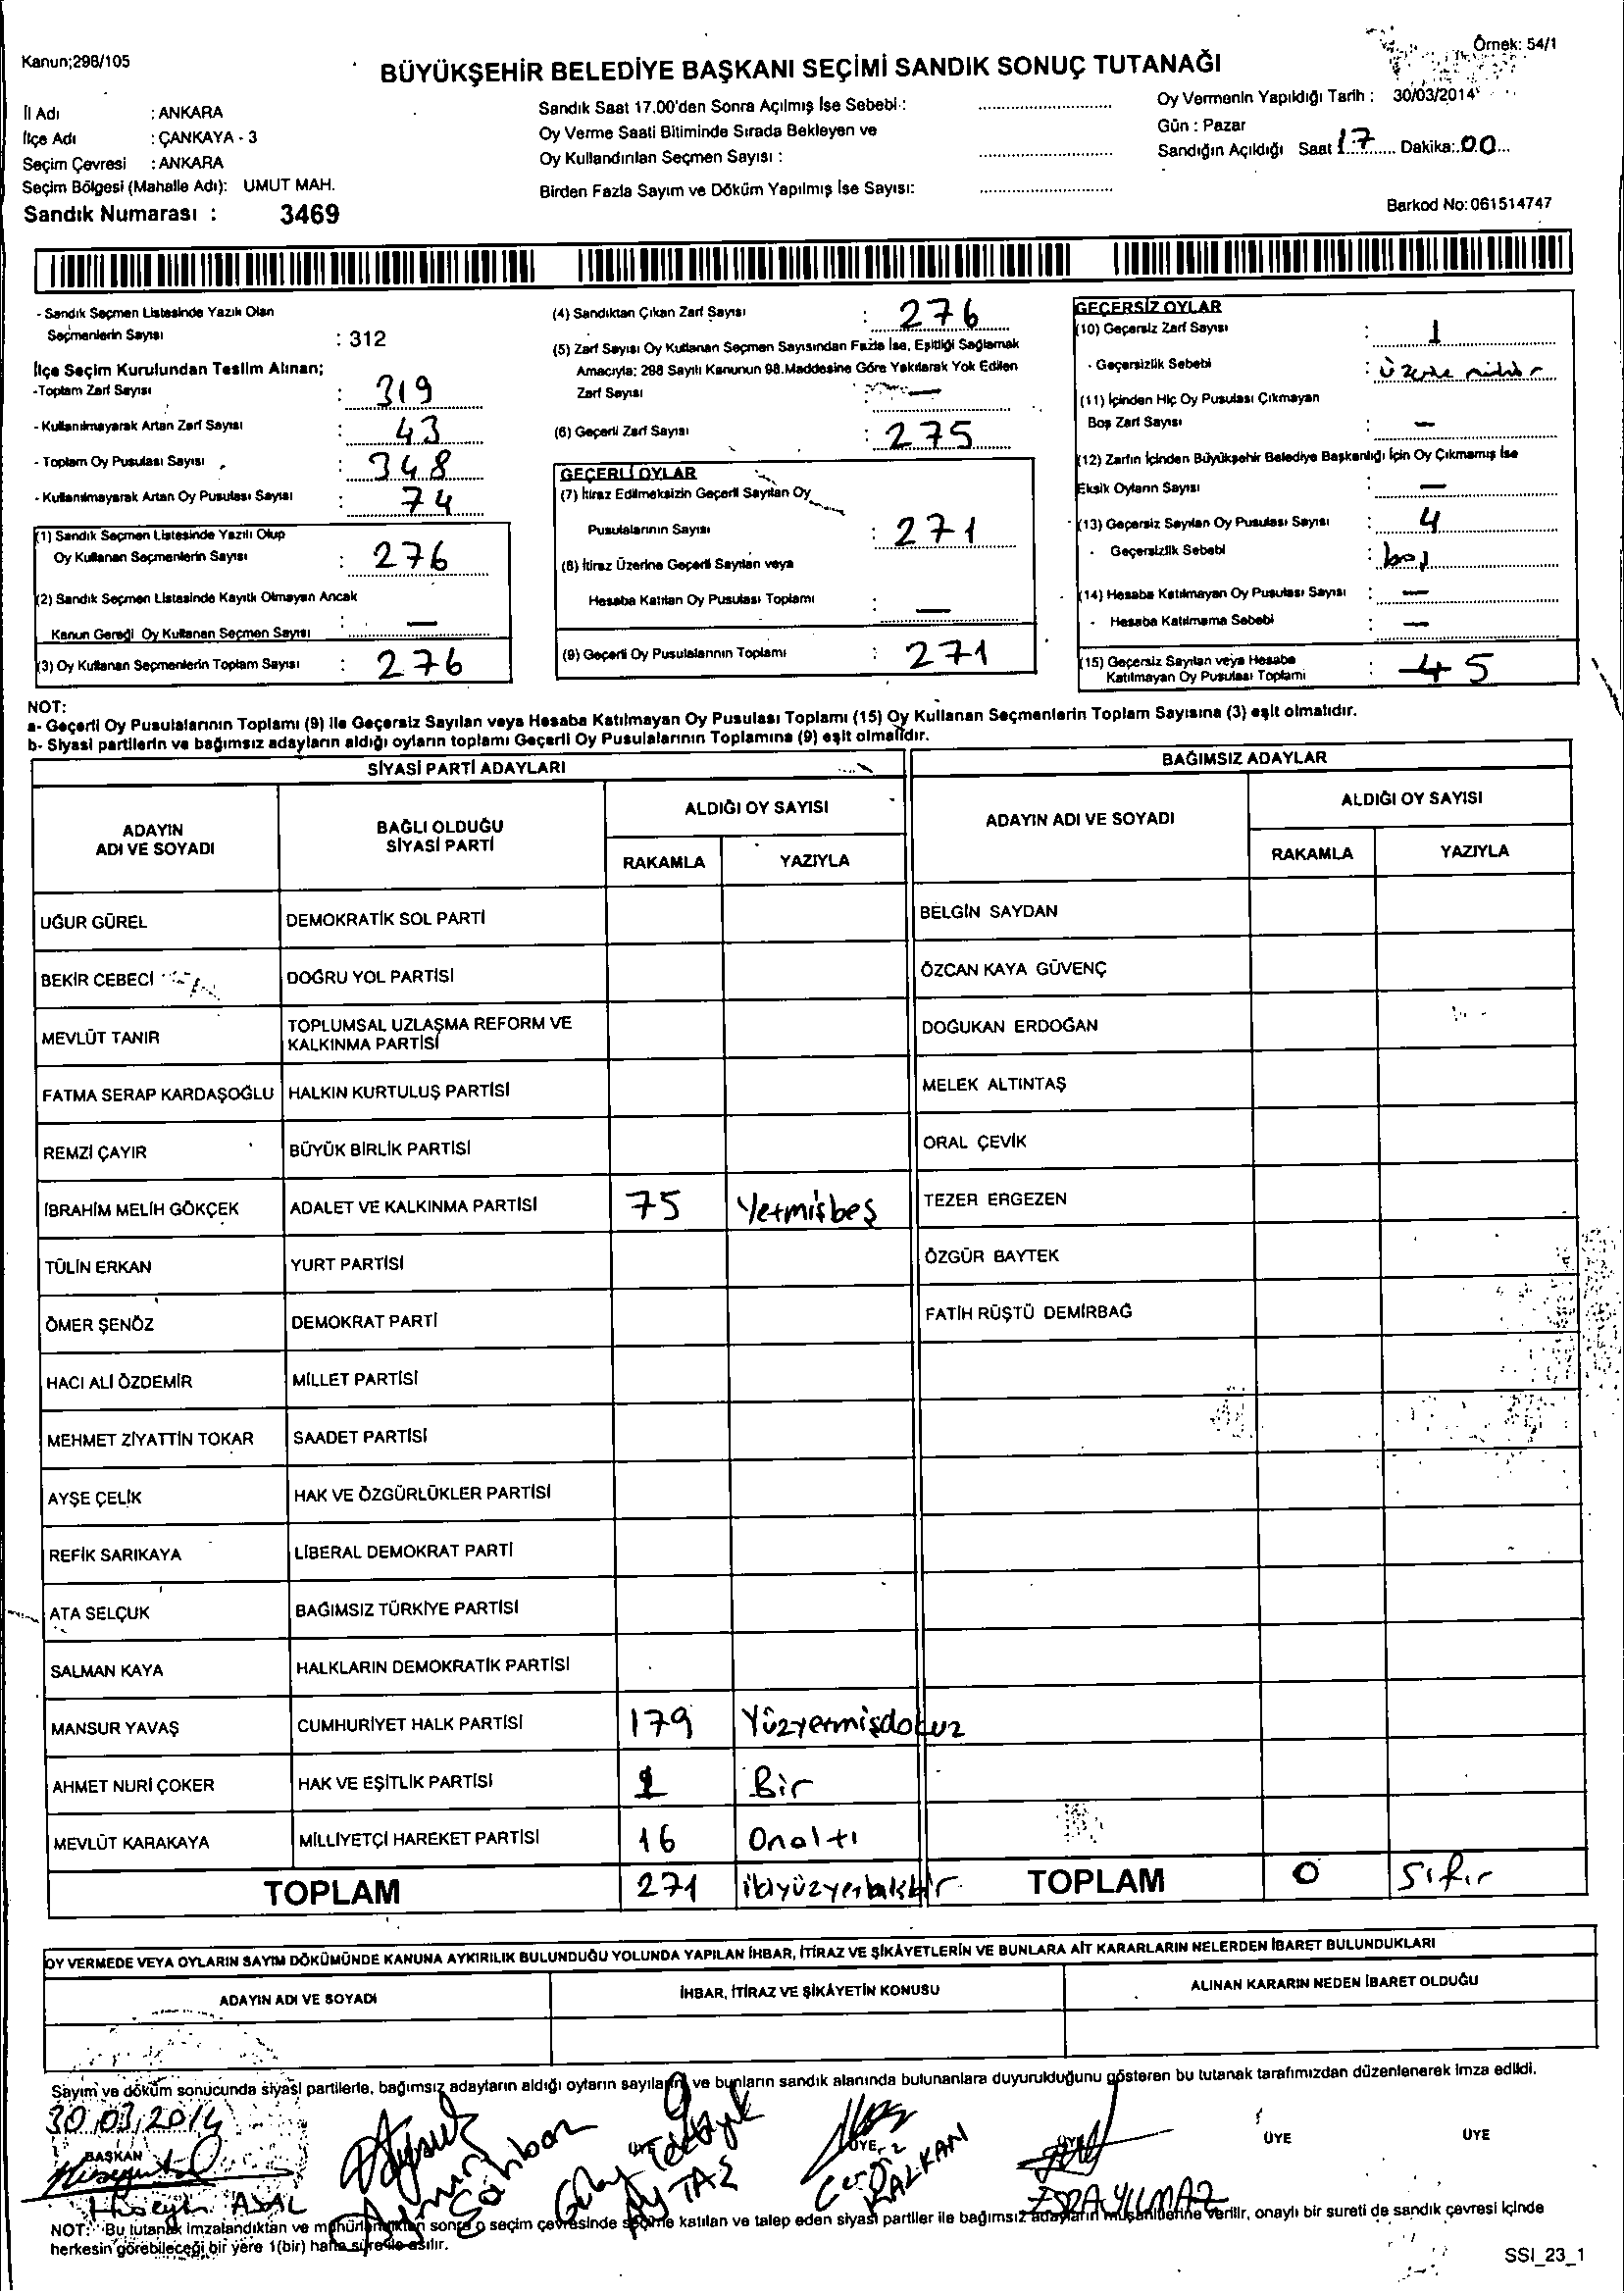 Kanun;298/105
Örnek: 54/1
BÜYÜKŞEHİR BELEDİYE BAŞKANI SEÇİMİ SANDIK SONUÇ TUTANAĞI
İl Adı : ANKARA
İlçe Adı : ÇANKAYA - 3
Seçim Çevresi : ANKARA
Seçim Bölgesi (Mahalle Adı): UMUT MAH.
Sandık Numarası : 3469
Sandık Saat 17.00'den Sonra Açılmış İse Sebebi :
Oy Verme Saati Bitiminde Sırada Bekleyen ve
Oy Kullandırılan Seçmen Sayısı :
Birden Fazla Sayım ve Döküm Yapılmış İse Sayısı:
Oy Vermenin Yapıldığı Tarih : 30/03/2014
Gün : Pazar
Sandığın Açıldığı Saat 17 Dakika: 00
Barkod No: 061514747
- Sandık Seçmen Listesinde Yazılı Olan
Seçmenlerin Sayısı : 312
İlçe Seçim Kurulundan Teslim Alınan;
-Toplam Zarf Sayısı : 319
- Kullanılmayarak Artan Zarf Sayısı : 43
- Toplam Oy Pusulası Sayısı : 348
- Kullanılmayarak Artan Oy Pusulası Sayısı : 74
(1) Sandık Seçmen Listesinde Yazılı Olup
Oy Kullanan Seçmenlerin Sayısı : 276
(2) Sandık Seçmen Listesinde Kayıtlı Olmayan Ancak
Kanun Gereği Oy Kullanan Seçmen Sayısı : —
(3) Oy Kullanan Seçmenlerin Toplam Sayısı : 276
(4) Sandıktan Çıkan Zarf Sayısı : 276
(5) Zarf Sayısı Oy Kullanan Seçmen Sayısından Fazla İse, Eşitliği Sağlamak
Amacıyla; 298 Sayılı Kanunun 98.Maddesine Göre Yakılarak Yok Edilen
Zarf Sayısı : —
(6) Geçerli Zarf Sayısı : 275
GEÇERLİ OYLAR
(7) İtiraz Edilmeksizin Geçerli Sayılan Oy
Pusulalarının Sayısı : 271
(8) İtiraz Üzerine Geçerli Sayılan veya
Hesaba Katılan Oy Pusulası Toplamı : —
(9) Geçerli Oy Pusulalarının Toplamı : 271
GEÇERSİZ OYLAR
(10) Geçersiz Zarf Sayısı : 1
- Geçersizlik Sebebi :
(11) İçinden Hiç Oy Pusulası Çıkmayan
Boş Zarf Sayısı : —
(12) Zarfın İçinden Büyükşehir Belediye Başkanlığı İçin Oy Çıkmamış İse
Eksik Oyların Sayısı : —
(13) Geçersiz Sayılan Oy Pusulası Sayısı : 4
- Geçersizlik Sebebi : boş
(14) Hesaba Katılmayan Oy Pusulası Sayısı : —
- Hesaba Katılmama Sebebi : —
(15) Geçersiz Sayılan veya Hesaba
Katılmayan Oy Pusulası Toplamı : 5
NOT:
a- Geçerli Oy Pusulalarının Toplamı (9) ile Geçersiz Sayılan veya Hesaba Katılmayan Oy Pusulası Toplamı (15) Oy Kullanan Seçmenlerin Toplam Sayısına (3) eşit olmalıdır.
b- Siyasi partilerin ve bağımsız adayların aldığı oyların toplamı Geçerli Oy Pusulalarının Toplamına (9) eşit olmalıdır.
SİYASİ PARTİ ADAYLARI
ADAYIN ADI VE SOYADI
BAĞLI OLDUĞU SİYASİ PARTİ
ALDIĞI OY SAYISI
RAKAMLA YAZIYLA
UĞUR GÜREL DEMOKRATİK SOL PARTİ
BEKİR CEBECİ DOĞRU YOL PARTİSİ
MEVLÜT TANIR TOPLUMSAL UZLAŞMA REFORM VE KALKINMA PARTİSİ
FATMA SERAP KARDAŞOĞLU HALKIN KURTULUŞ PARTİSİ
REMZİ ÇAYIR BÜYÜK BİRLİK PARTİSİ
İBRAHİM MELİH GÖKÇEK ADALET VE KALKINMA PARTİSİ 75 Yetmişbeş
TÜLİN ERKAN YURT PARTİSİ
ÖMER ŞENÖZ DEMOKRAT PARTİ
HACI ALİ ÖZDEMİR MİLLET PARTİSİ
MEHMET ZİYATTİN TOKAR SAADET PARTİSİ
AYŞE ÇELİK HAK VE ÖZGÜRLÜKLER PARTİSİ
REFİK SARIKAYA LİBERAL DEMOKRAT PARTİ
ATA SELÇUK BAĞIMSIZ TÜRKİYE PARTİSİ
SALMAN KAYA HALKLARIN DEMOKRATİK PARTİSİ
MANSUR YAVAŞ CUMHURİYET HALK PARTİSİ 179 Yüzyetmişdokuz
AHMET NURİ ÇOKER HAK VE EŞİTLİK PARTİSİ 1 Bir
MEVLÜT KARAKAYA MİLLİYETÇİ HAREKET PARTİSİ 16 Onaltı
TOPLAM 271
BAĞIMSIZ ADAYLAR
ADAYIN ADI VE SOYADI
ALDIĞI OY SAYISI
RAKAMLA YAZIYLA
BELGİN SAYDAN
ÖZCAN KAYA GÜVENÇ
DOĞUKAN ERDOĞAN
MELEK ALTINTAŞ
ORAL ÇEVİK
TEZER ERGEZEN
ÖZGÜR BAYTEK
FATİH RÜŞTÜ DEMİRBAĞ
TOPLAM 0 Sıfır
OY VERMEDE VEYA OYLARIN SAYIM DÖKÜMÜNDE KANUNA AYKIRILIK BULUNDUĞU YOLUNDA YAPILAN İHBAR, İTİRAZ VE ŞİKAYETLERİN VE BUNLARA AİT KARARLARIN NELERDEN İBARET BULUNDUKLARI
ADAYIN ADI VE SOYADI İHBAR, İTİRAZ VE ŞİKAYETİN KONUSU ALINAN KARARIN NEDEN İBARET OLDUĞU
Sayım ve döküm sonucunda siyasi partilerle, bağımsız adayların aldığı oyların sayıların ve bunların sandık alanında bulunanlara duyurulduğunu gösteren bu tutanak tarafımızdan düzenlenerek imza edildi.
30/03/2014
BAŞKAN ÜYE ÜYE ÜYE ÜYE ÜYE
Hüseyin ASAL
AYTAŞ
KALKAN
ESRA YILMAZ
NOT: Bu tutanak imzalandıktan ve mühürlendikten sonra o seçim çevresinde seçime katılan ve talep eden siyasi partiler ile bağımsız adayların müşahitlerine verilir, onaylı bir sureti de sandık çevresi içinde
herkesin görebileceği bir yere 1(bir) hafta süre ile asılır.
SSI_23_1